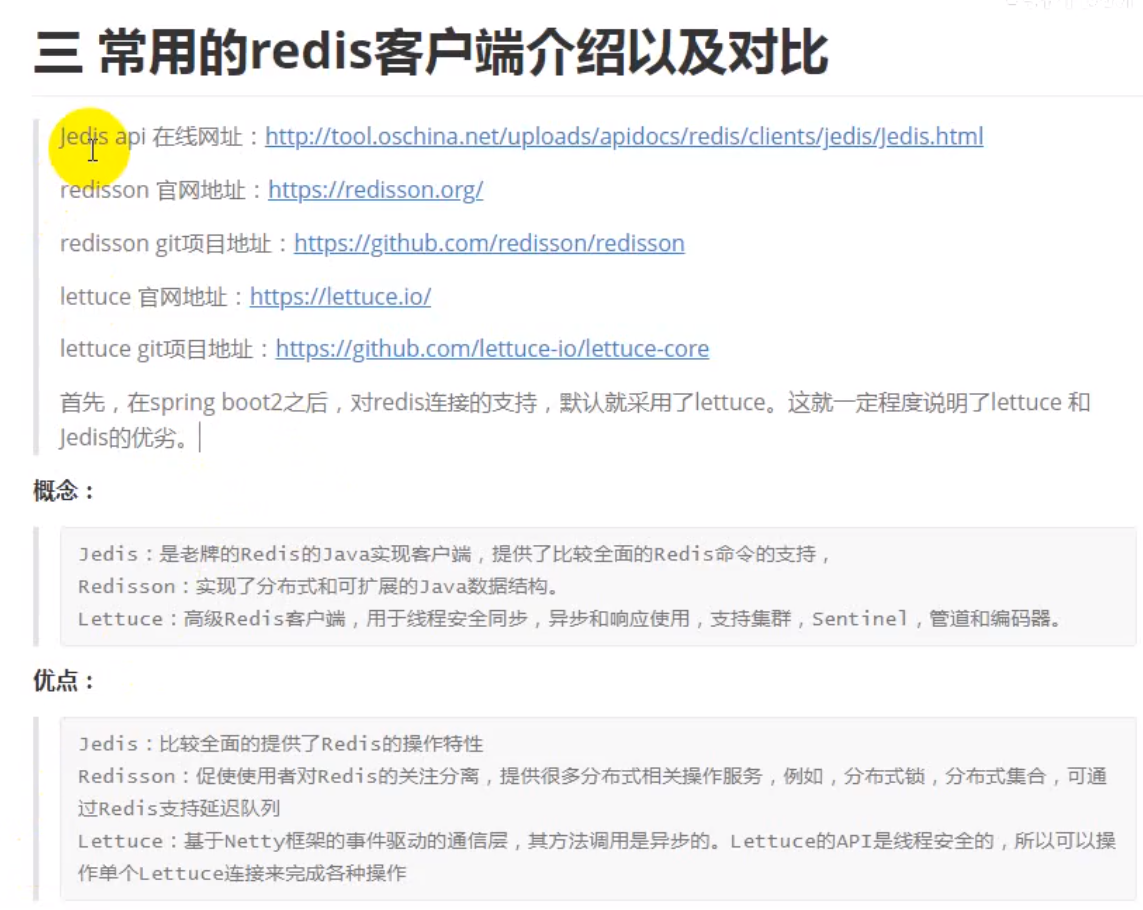 三 常用的redis客户端介绍以及对比
Jedis api 在线网址：http://tool.oschina.net/uploads/apidocs/redis/clients/jedis/Jedis.html
redisson 官网地址：https://redisson.org/
redisson git项目地址：https://github.com/redisson/redisson
lettuce 官网地址：https://lettuce.io/
lettuce git项目地址：https://github.com/lettuce-io/lettuce-core
首先，在spring boot2之后，对redis连接的支持，默认就采用了lettuce。这就一定程度说明了lettuce 和
Jedis的优劣。
概念：
Jedis：是老牌的Redis的Java实现客户端，提供了比较全面的Redis命令的支持，
Redisson：实现了分布式和可扩展的Java数据结构。
Lettuce：高级Redis客户端，用于线程安全同步，异步和响应使用，支持集群，Sentinel，管道和编码器。
优点：
Jedis：比较全面的提供了Redis的操作特性
Redisson：促使使用者对Redis的关注分离，提供很多分布式相关操作服务，例如，分布式锁，分布式集合，可通
过Redis支持延迟队列
Lettuce：基于Netty框架的事件驱动的通信层，其方法调用是异步的。Lettuce的API是线程安全的，所以可以操
作单个Lettuce连接来完成各种操作